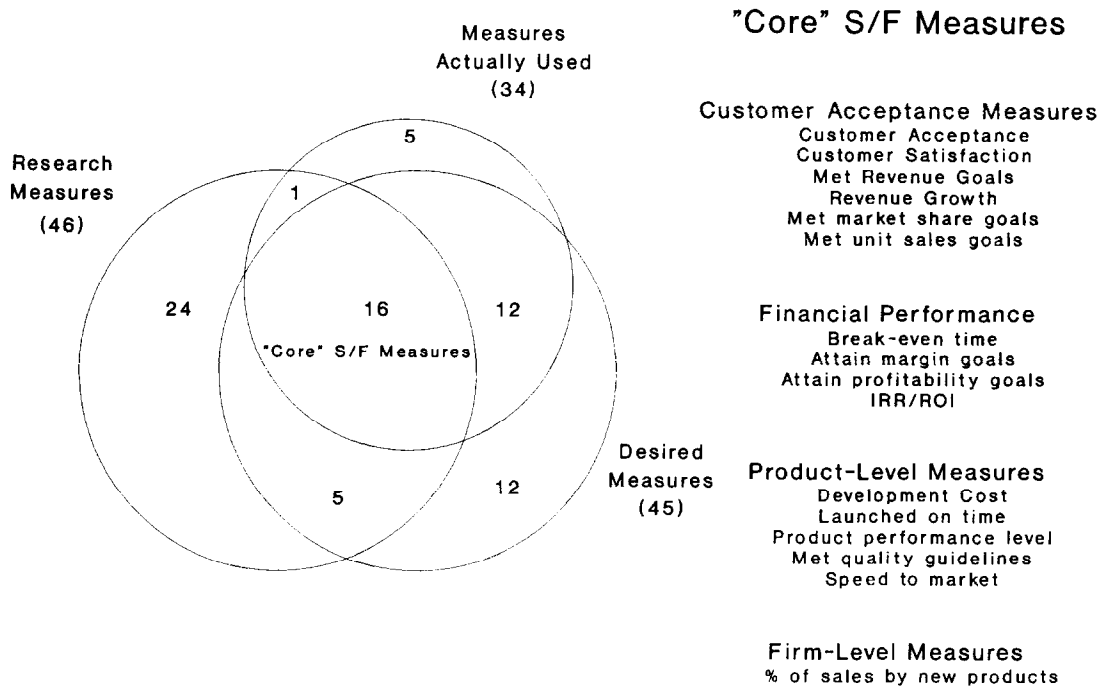 "Core" S/F Measures
Measures
Actually Used
(34)
Research
Measures
(46)
5
1
24
16
12
"Core" S/F Measures
5
12
Desired
Measures
(45)
Customer Acceptance Measures
Customer Acceptance
Customer Satisfaction
Met Revenue Goals
Revenue Growth
Met market share goals
Met unit sales goals
Financial Performance
Break-even time
Attain margin goals
Attain profitability goals
IRR/ROI
Product-Level Measures
Development Cost
Launched on time
Product performance level
Met quality guidelines
Speed to market
Firm-Level Measures
% of sales by new products